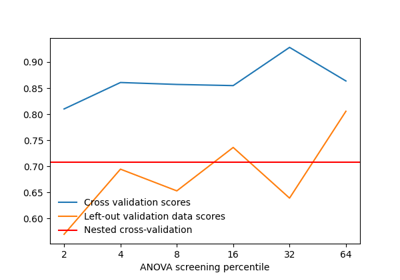 0.90
0.85
0.80
0.75
0.70
0.65
0.60
Cross validation scores
Left-out validation data scores
Nested cross-validation
2 4 8 16 32 64
ANOVA screening percentile